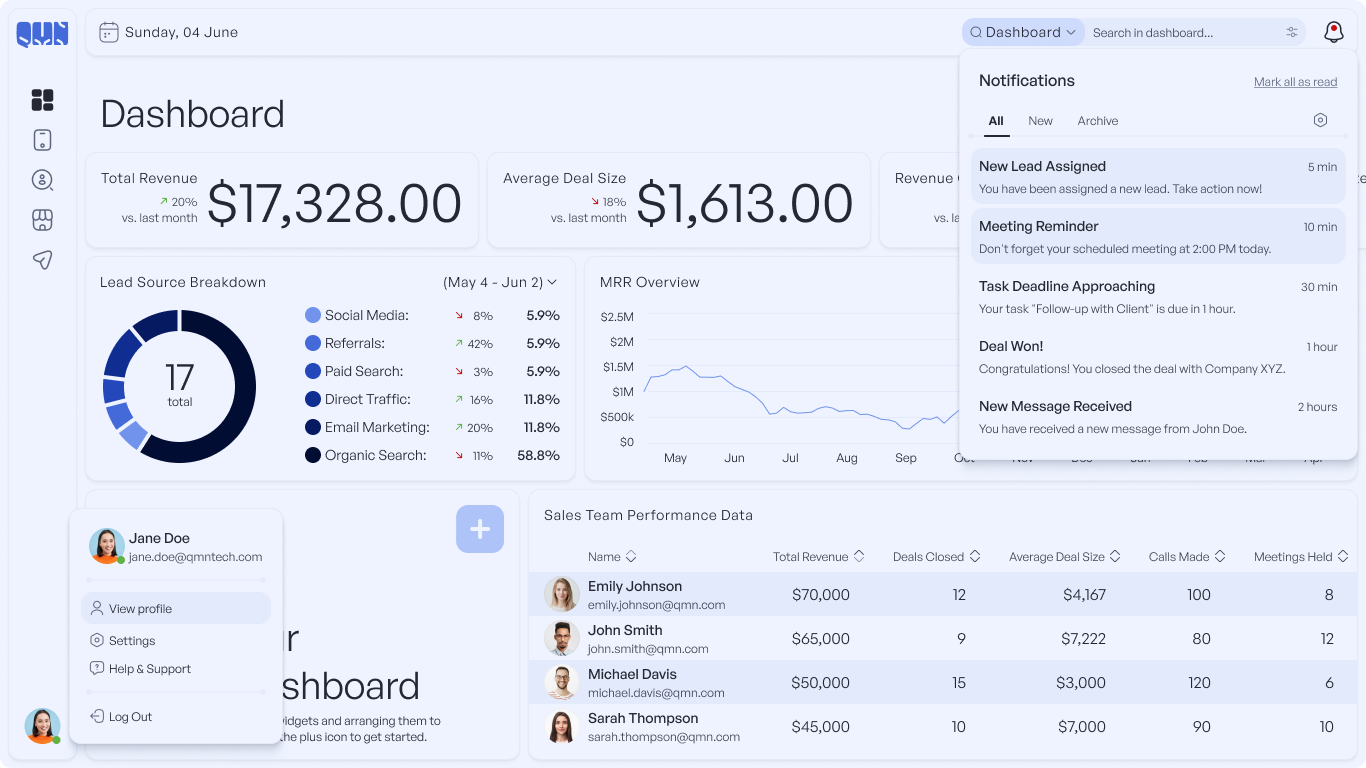 QMN
Sunday, 04 June
Dashboard
Search in dashboard...
Dashboard
Total Revenue
20%
vs. last month
$17,328.00
Average Deal Size
18%
vs. last month
$1,613.00
Revenue
vs.
Notifications
Mark all as read
All
New
Archive
New Lead Assigned
5 min
You have been assigned a new lead. Take action now!
Meeting Reminder
10 min
Don't forget your scheduled meeting at 2:00 PM today.
Task Deadline Approaching
30 min
Your task "Follow-up with Client" is due in 1 hour.
Deal Won!
1 hour
Congratulations! You closed the deal with Company XYZ.
New Message Received
2 hours
You have received a new message from John Doe.
Lead Source Breakdown
(May 4 - Jun 2)
17
total
Social Media: 8% 5.9%
Referrals: 42% 5.9%
Paid Search: 3% 5.9%
Direct Traffic: 16% 11.8%
Email Marketing: 20% 11.8%
Organic Search: 11% 58.8%
MRR Overview
$2.5M
$2M
$1.5M
$1M
$500k
$0
May Jun Jul Aug Sep Oct
Jane Doe
jane.doe@qmntech.com
View profile
Settings
Help & Support
Log Out
shboard
and arranging them to
the plus icon to get started.
Sales Team Performance Data
Name Total Revenue Deals Closed Average Deal Size Calls Made Meetings Held
Emily Johnson
emily.johnson@qmn.com
$70,000 12 $4,167 100 8
John Smith
john.smith@qmn.com
$65,000 9 $7,222 80 12
Michael Davis
michael.davis@qmn.com
$50,000 15 $3,000 120 6
Sarah Thompson
sarah.thompson@qmn.com
$45,000 10 $7,000 90 10